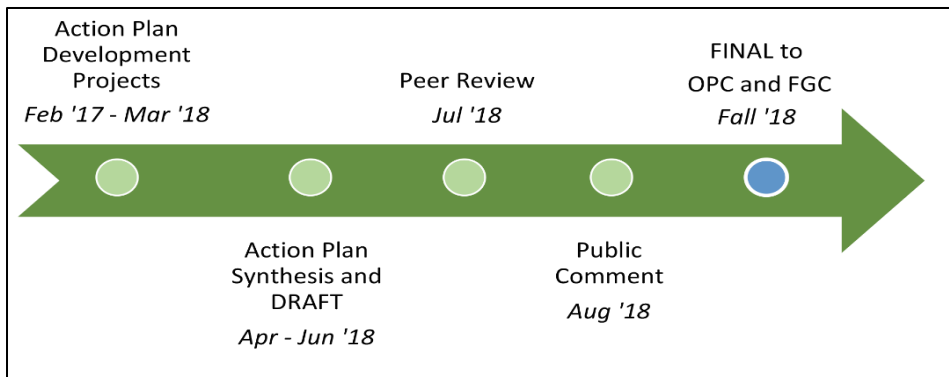 Action Plan
Development
Projects
Feb '17 - Mar '18
Action Plan
Synthesis and
DRAFT
Apr - Jun '18
Peer Review
Jul '18
Public
Comment
Aug '18
FINAL to
OPC and FGC
Fall '18